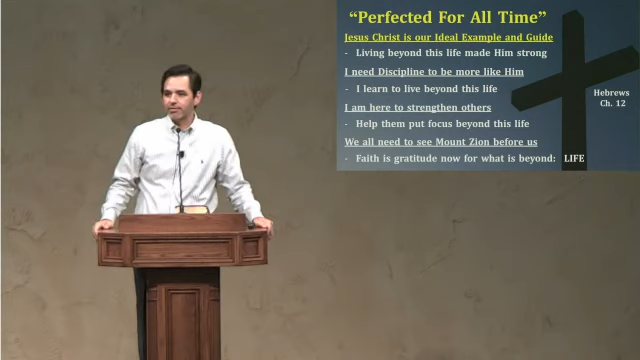 “Perfected For All Time”
Jesus Christ is our Ideal Example and Guide
- Living beyond this life made Him strong
I need Discipline to be more like Him
- I learn to live beyond this life
I am here to strengthen others
- Help them put focus beyond this life
We all need to see Mount Zion before us
- Faith is gratitude now for what is beyond: LIFE
Hebrews
Ch. 12